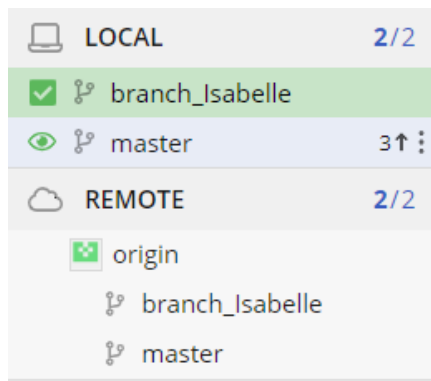 LOCAL 2/2
branch_Isabelle
master 3↑
REMOTE 2/2
origin
branch_Isabelle
master